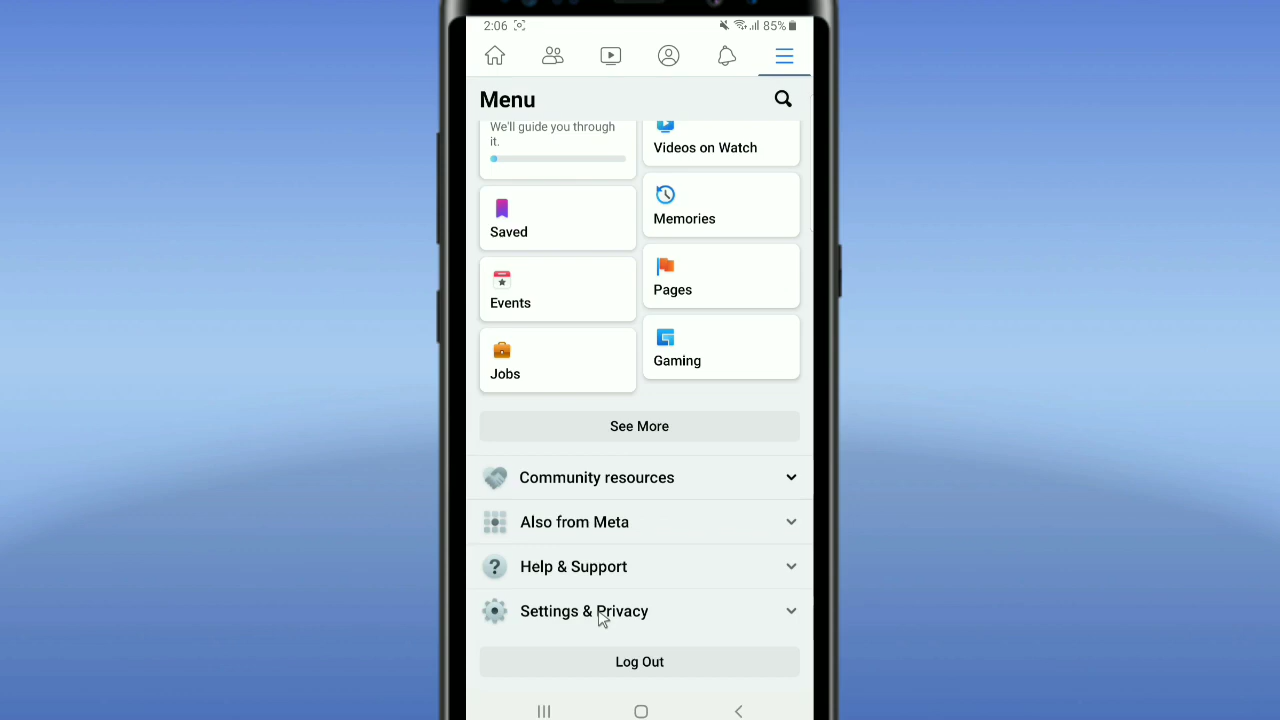 2:06
85%
Menu
We'll guide you through
it.
Videos on Watch
Saved
Memories
Events
Pages
Jobs
Gaming
See More
Community resources
Also from Meta
Help & Support
Settings & Privacy
Log Out